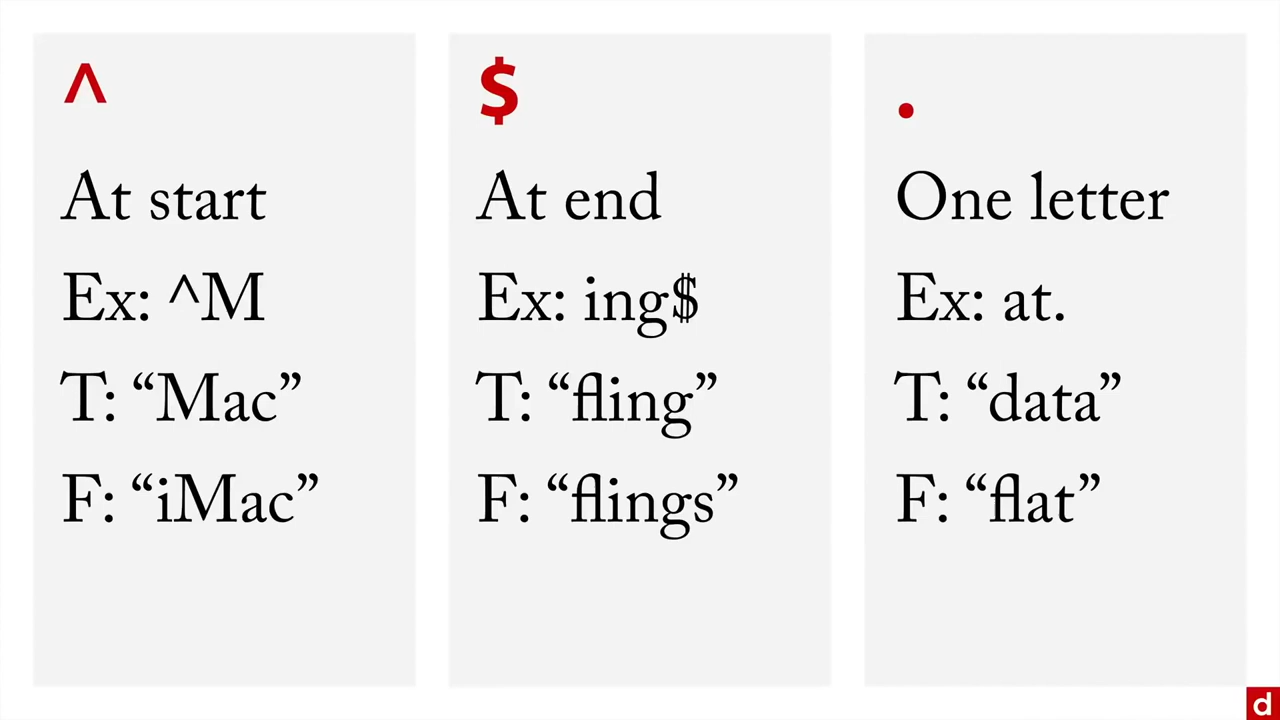 ^
At start
Ex: ^M
T: “Mac”
F: “iMac”
$
At end
Ex: ing$
T: “fling”
F: “flings”
.
One letter
Ex: at.
T: “data”
F: “flat”
d